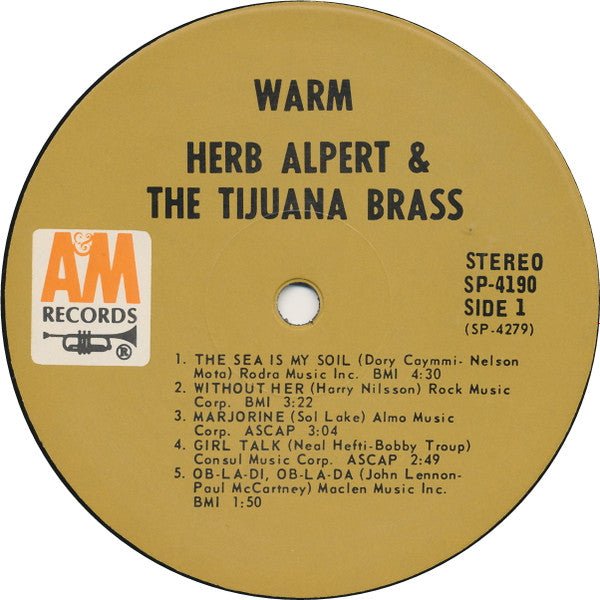 WARM
HERB ALPERT &
THE TIJUANA BRASS
A&M
RECORDS
®
STEREO
SP-4190
SIDE 1
(SP-4279)
1. THE SEA IS MY SOIL (Dory Caymmi- Nelson
Mota) Rodra Music Inc. BMI 4:30
2. WITHOUT HER (Harry Nilsson) Rock Music
Corp. BMI 3:22
3. MARJORINE (Sol Lake) Almo Music
Corp. ASCAP 3:04
4. GIRL TALK (Neal Hefti-Bobby Troup)
Consul Music Corp. ASCAP 2:49
5. OB-LA-DI, OB-LA-DA (John Lennon-
Paul McCartney) Maclen Music Inc.
BMI 1:50